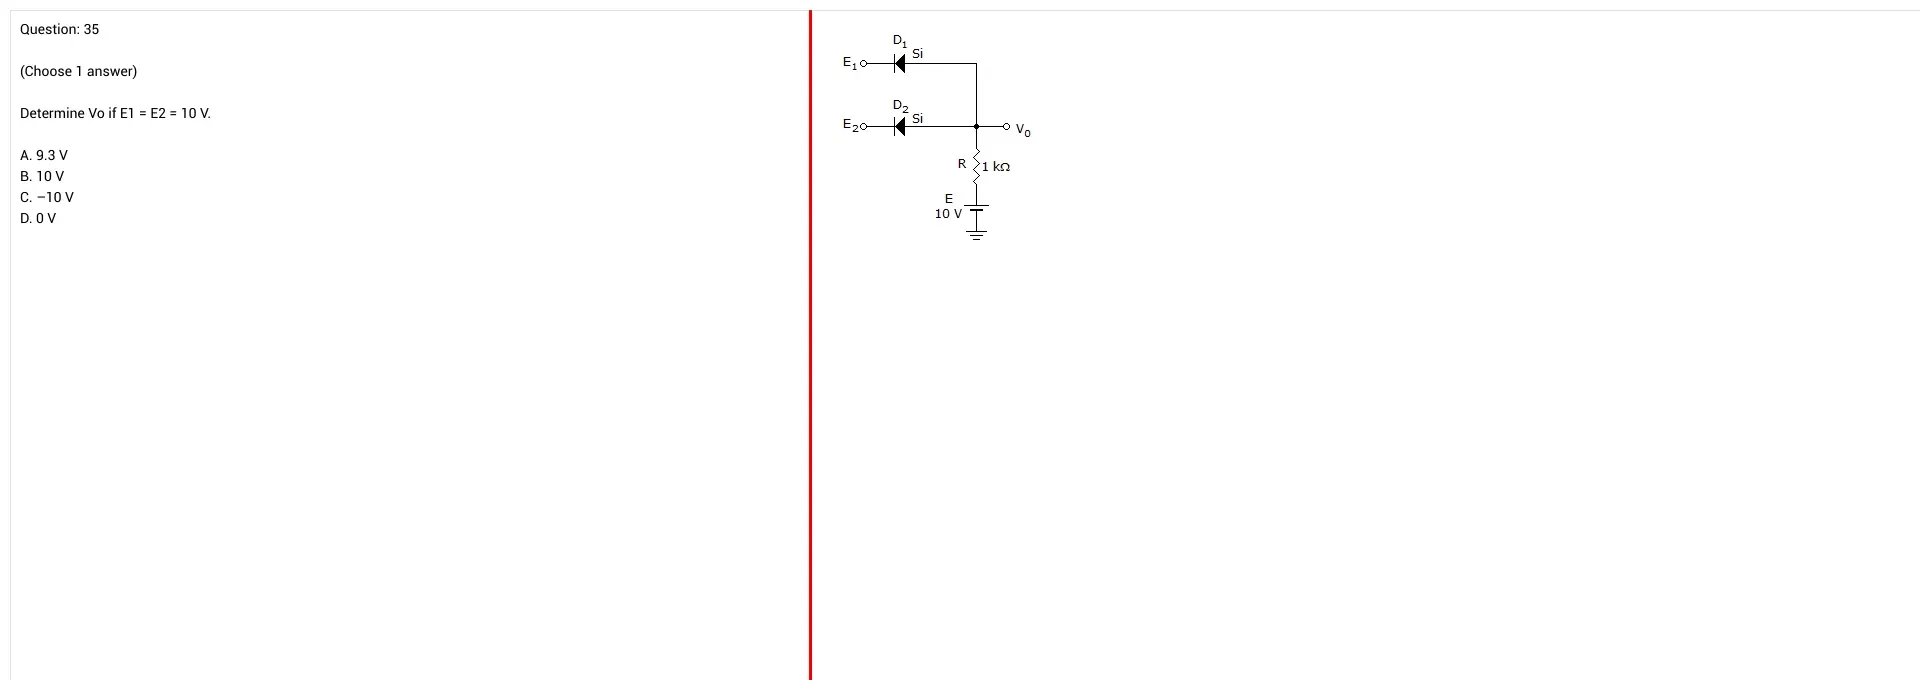 Question: 35
(Choose 1 answer)
Determine Vo if E1 = E2 = 10 V.
A. 9.3 V
B. 10 V
C. −10 V
D. 0 V
D1
Si
E1
D2
Si
E2
V0
R
1 kΩ
E
10 V